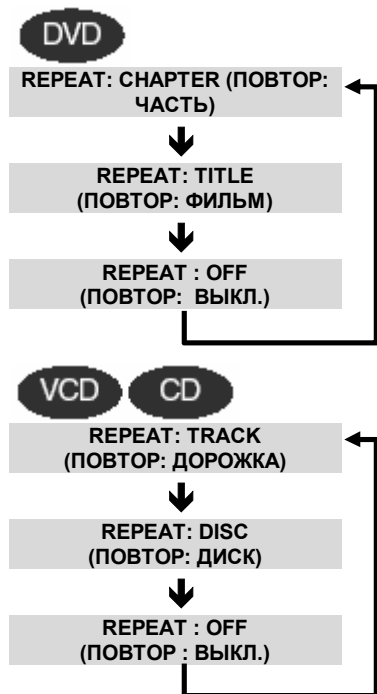 DVD
REPEAT: CHAPTER (ПОВТОР:
ЧАСТЬ)
REPEAT: TITLE
(ПОВТОР: ФИЛЬМ)
REPEAT : OFF
(ПОВТОР: ВЫКЛ.)
VCD CD
REPEAT: TRACK
(ПОВТОР: ДОРОЖКА)
REPEAT: DISC
(ПОВТОР: ДИСК)
REPEAT : OFF
(ПОВТОР : ВЫКЛ.)